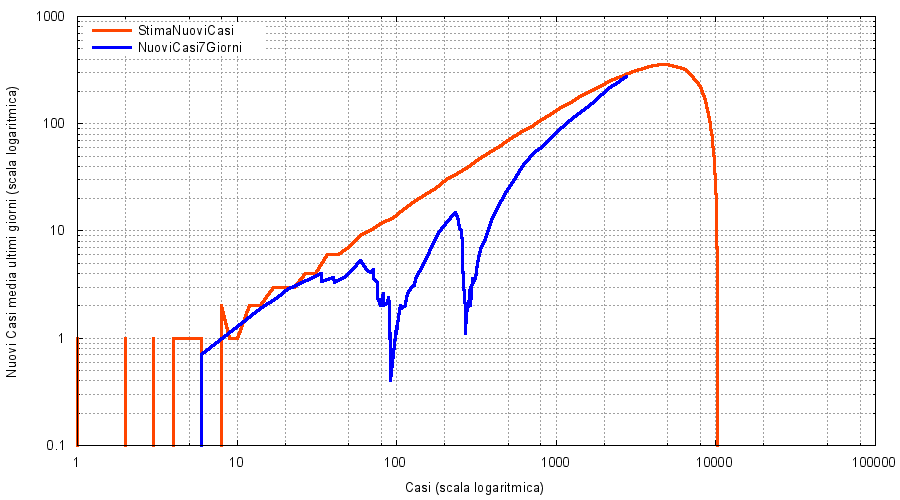 1000
StimaNuoviCasi
NuoviCasi7Giorni
100
10
1
0.1
Nuovi Casi media ultimi giorni (scala logaritmica)
1 10 100 1000 10000 100000
Casi (scala logaritmica)